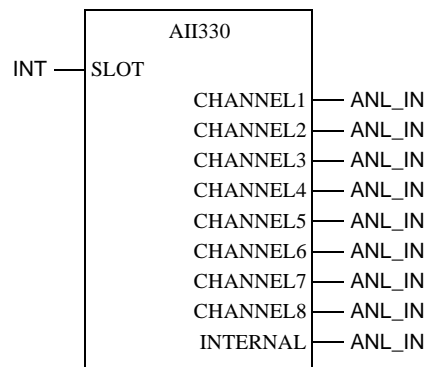 AII330
INT SLOT
CHANNEL1 ANL_IN
CHANNEL2 ANL_IN
CHANNEL3 ANL_IN
CHANNEL4 ANL_IN
CHANNEL5 ANL_IN
CHANNEL6 ANL_IN
CHANNEL7 ANL_IN
CHANNEL8 ANL_IN
INTERNAL ANL_IN